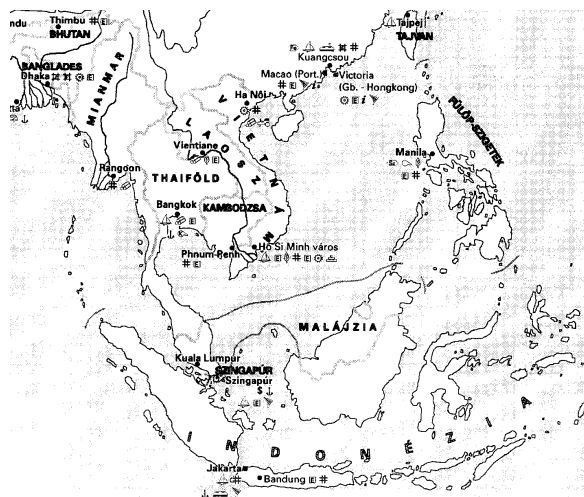 ndu
Thimbu
BHUTAN
Tajpej
TAJVAN
Kuangcsou
BANGLADES
Dhaka
Macao (Port.)
Victoria
(Gb. - Hongkong)
MIANMAR
Ha Nôi
VIETNÁM
LAOSZ
FÜLÖP-SZIGETEK
Vientiane
Manila
Rangoon
THAIFÖLD
Bangkok
KAMBODZSA
Ho Si Minh város
Phnum Penh
MALÁJZIA
Kuala Lumpur
SZINGAPÚR
Szingapúr
INDONÉZIA
Jakarta
Bandung